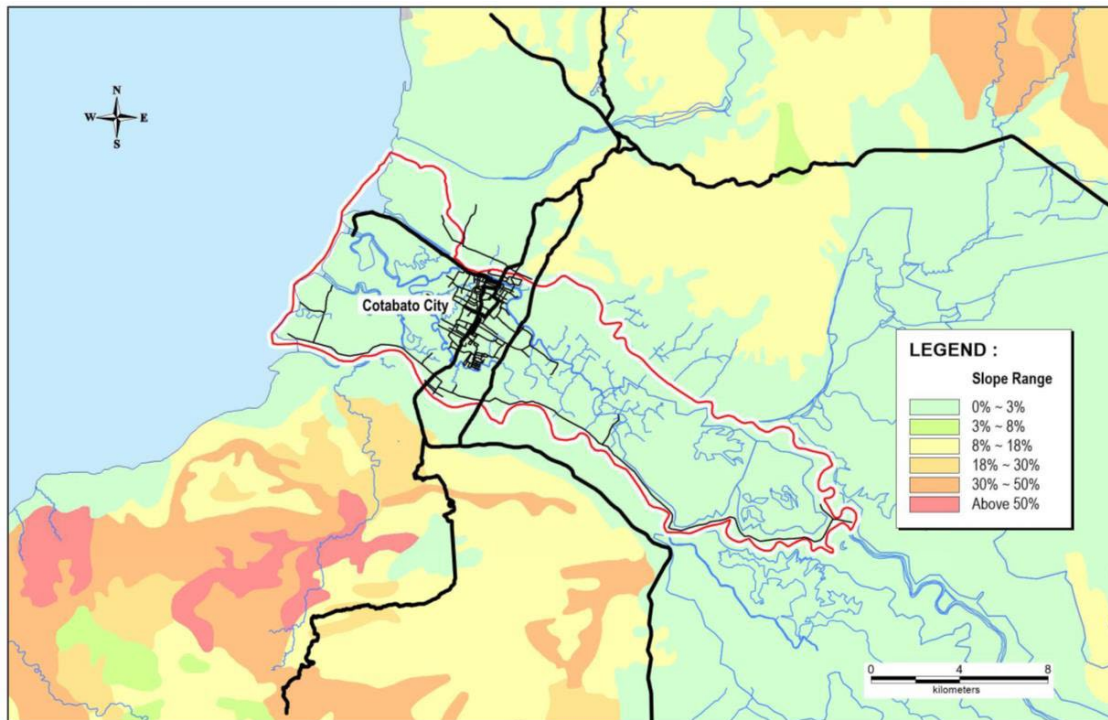 N
W E
S
Cotabato City
LEGEND :
Slope Range
0% ~ 3%
3% ~ 8%
8% ~ 18%
18% ~ 30%
30% ~ 50%
Above 50%
0 4 8
kilometers